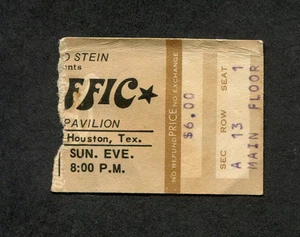 D STEIN
ents
FFIC★
PAVILION
Houston, Tex.
SUN. EVE.
8:00 P.M.
NO REFUND PRICE NO EXCHANGE
$6.00
SEC ROW SEAT
A 13 1
MAIN FLOOR